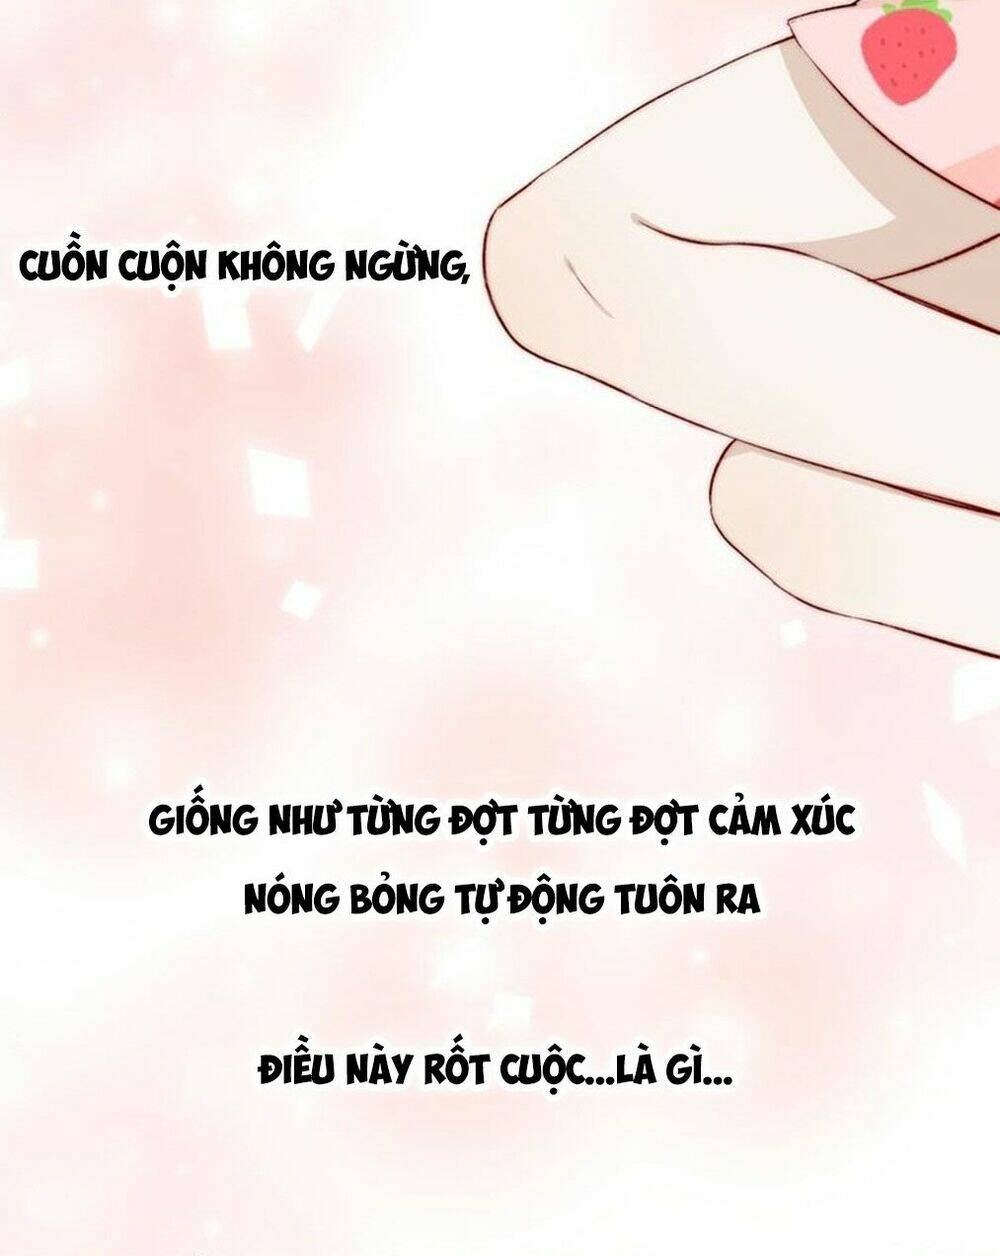 CUỒN CUỘN KHÔNG NGỪNG,
GIỐNG NHƯ TỪNG ĐỢT TỪNG ĐỢT CẢM XÚC
NÓNG BỎNG TỰ ĐỘNG TUÔN RA
ĐIỀU NÀY RỐT CUỘC...LÀ GÌ...